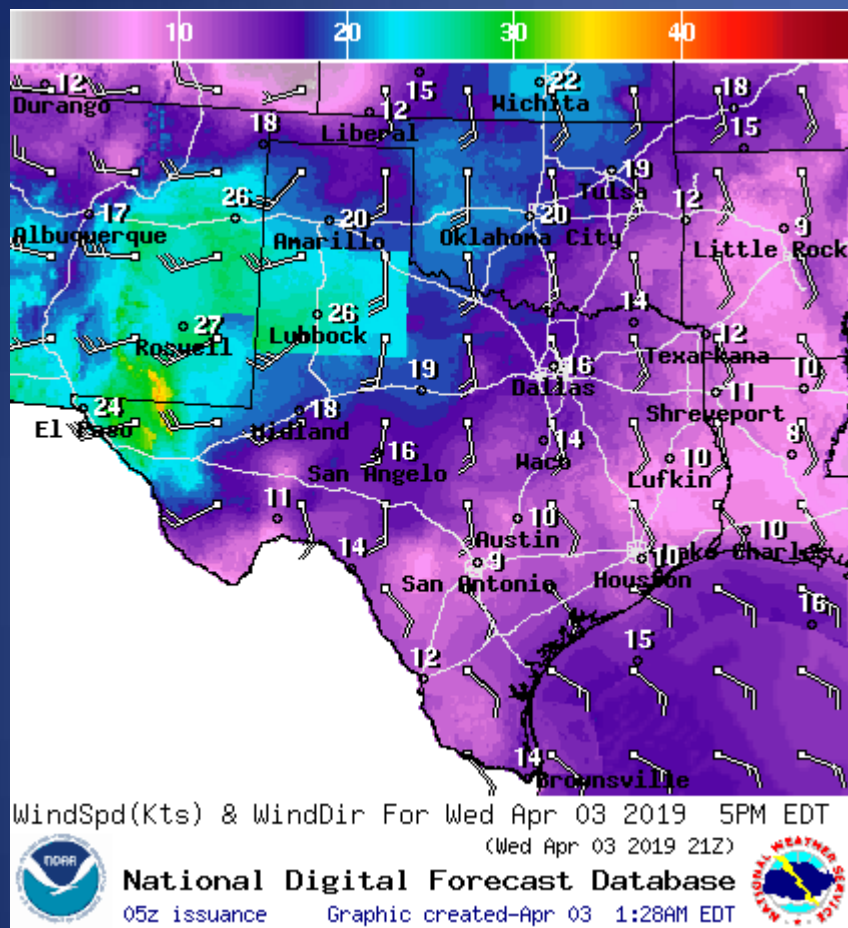 10 20 30 40
12 15 22 18
Durango Wichita
12 15
Liberal
18
19
Tulsa
17 26 20 20 12 9
Albuquerque Amarillo Oklahoma City Little Rock
27 26 14
Roswell Lubbock 12
Texarkana
19 16
Dallas
24 18 11 10
El Paso Midland Shreveport
16 14 8
San Angelo Waco 10
Lufkin
11 10 10
Austin Lake Charles
14 9 10
San Antonio Houston
16
15
12
14
Brownsville
WindSpd(Kts) & WindDir For Wed Apr 03 2019 5PM EDT
(Wed Apr 03 2019 21Z)
NOAA
National Digital Forecast Database
05z issuance Graphic created-Apr 03 1:28AM EDT
NATIONAL WEATHER SERVICE